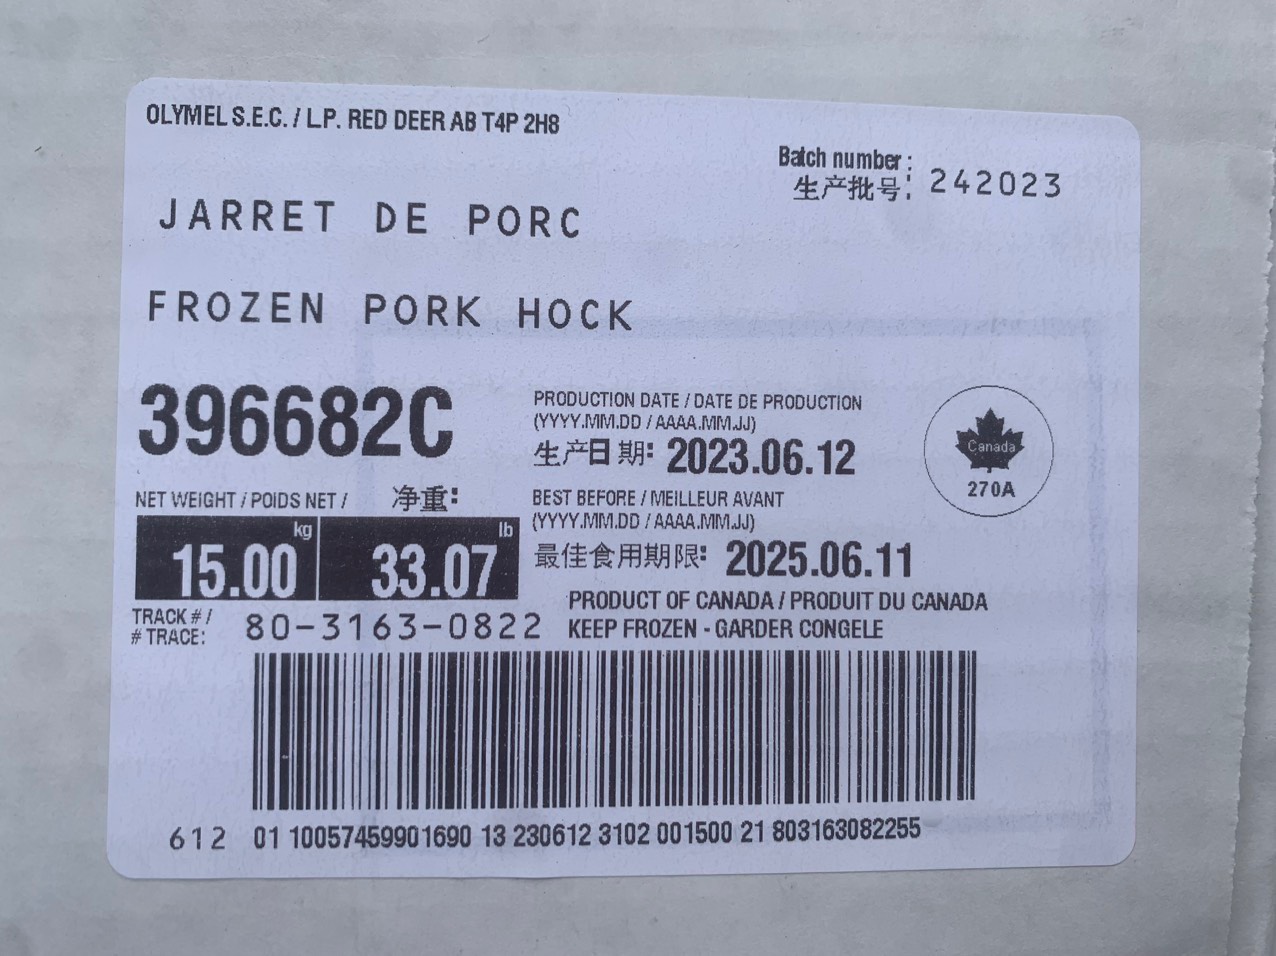 OLYMEL S.E.C. / L.P. RED DEER AB T4P 2H8
Batch number :
生产批号: 242023
JARRET DE PORC
FROZEN PORK HOCK
396682C
PRODUCTION DATE / DATE DE PRODUCTION
(YYYY.MM.DD / AAAA.MM.JJ)
生产日期: 2023.06.12
Canada
270A
NET WEIGHT / POIDS NET / 净重:
kg lb
15.00 33.07
BEST BEFORE / MEILLEUR AVANT
(YYYY.MM.DD / AAAA.MM.JJ)
最佳食用期限: 2025.06.11
PRODUCT OF CANADA / PRODUIT DU CANADA
KEEP FROZEN - GARDER CONGELE
TRACK # /
# TRACE: 80-3163-0822
612 01 10057459901690 13 230612 3102 001500 21 803163082255